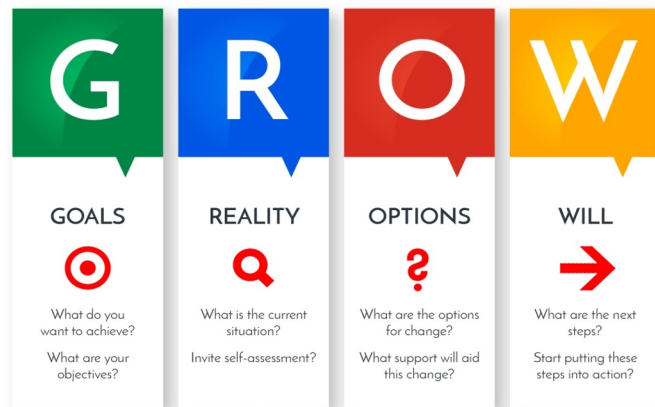 G
R
O
W
GOALS
What do you
want to achieve?
What are your
objectives?
REALITY
What is the current
situation?
Invite self-assessment?
OPTIONS
?
What are the options
for change?
What support will aid
this change?
WILL
What are the next
steps?
Start putting these
steps into action?